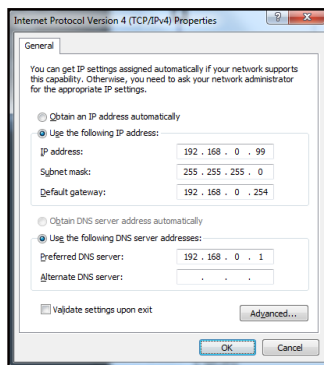 Internet Protocol Version 4 (TCP/IPv4) Properties
General
You can get IP settings assigned automatically if your network supports
this capability. Otherwise, you need to ask your network administrator
for the appropriate IP settings.
Obtain an IP address automatically
Use the following IP address:
IP address: 192 . 168 . 0 . 99
Subnet mask: 255 . 255 . 255 . 0
Default gateway: 192 . 168 . 0 . 254
Obtain DNS server address automatically
Use the following DNS server addresses:
Preferred DNS server: 192 . 168 . 0 . 1
Alternate DNS server: . . .
Validate settings upon exit
Advanced...
OK Cancel